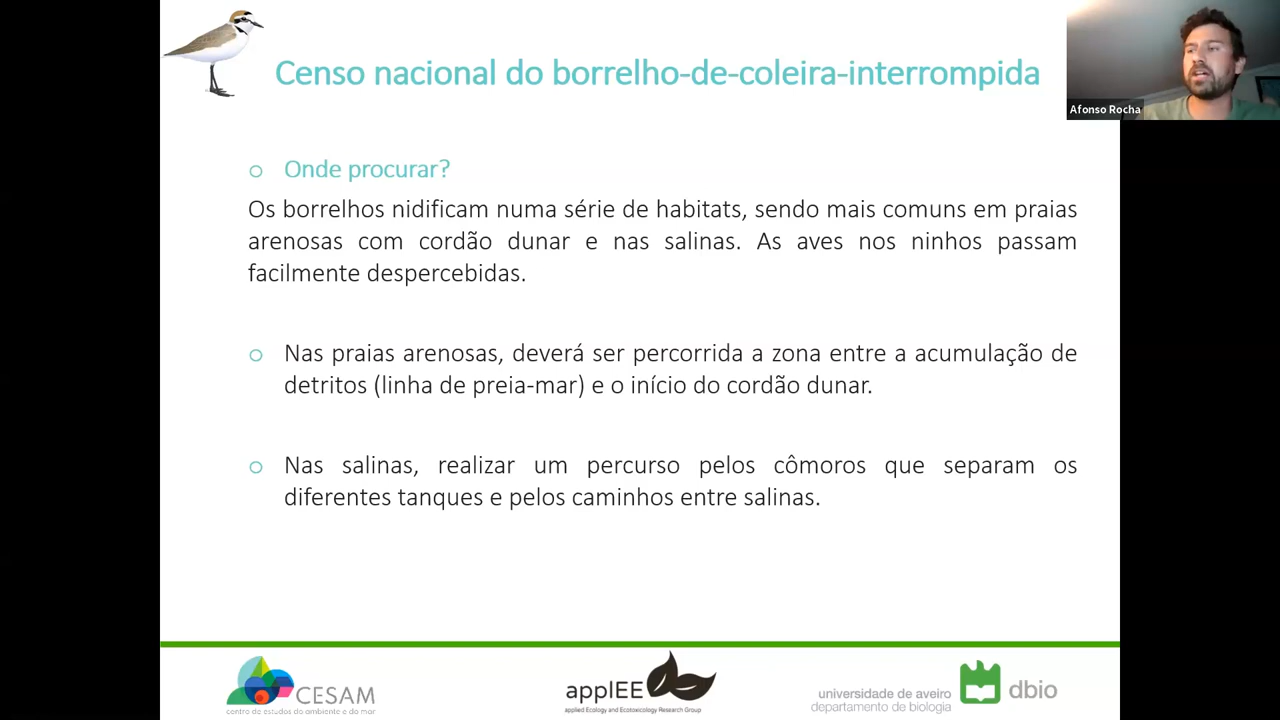 Censo nacional do borrelho-de-coleira-interrompida
Afonso Rocha
o Onde procurar?
Os borrelhos nidificam numa série de habitats, sendo mais comuns em praias
arenosas com cordão dunar e nas salinas. As aves nos ninhos passam
facilmente despercebidas.
o Nas praias arenosas, deverá ser percorrida a zona entre a acumulação de
detritos (linha de preia-mar) e o início do cordão dunar.
o Nas salinas, realizar um percurso pelos cômoros que separam os
diferentes tanques e pelos caminhos entre salinas.
CESAM
centro de estudos do ambiente e do mar
applEE
applied Ecology and Ecotoxicology Research Group
universidade de aveiro
departamento de biologia
dbio